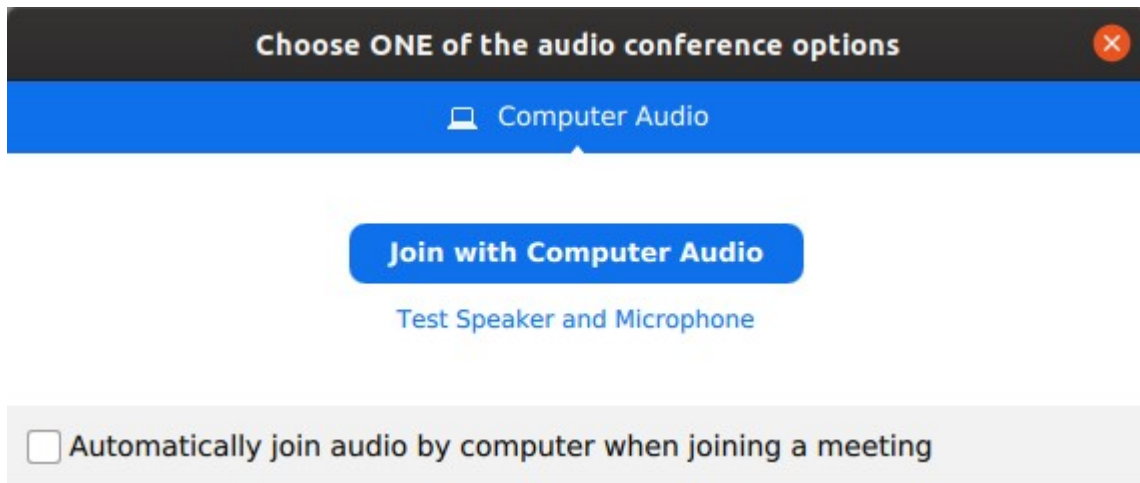 Choose ONE of the audio conference options
Computer Audio
Join with Computer Audio
Test Speaker and Microphone
Automatically join audio by computer when joining a meeting